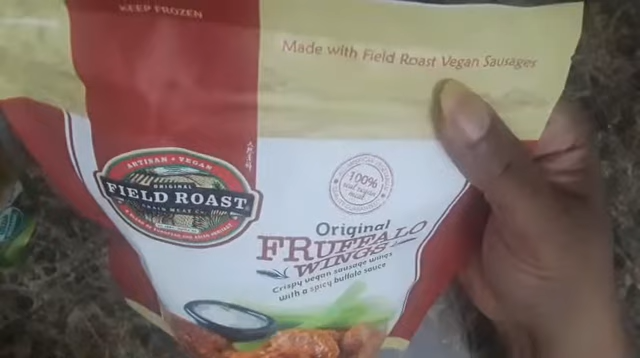 KEEP FROZEN
Made with Field Roast Vegan Sausages
ARTISAN • VEGAN
ORIGINAL
FIELD ROAST
GRAIN MEAT Co.
100%
Original
FRUFFALO
WINGS
Crispy vegan sausage wings
with a spicy buffalo sauce